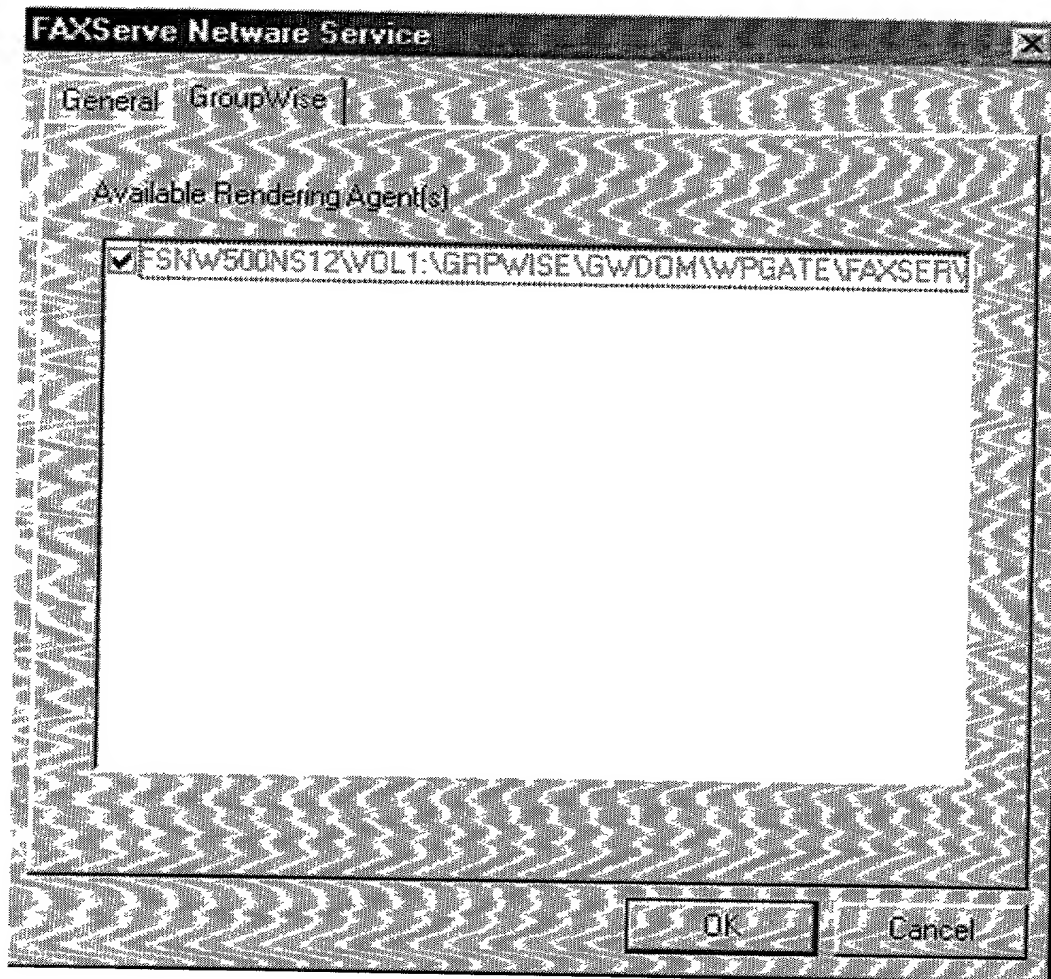 FAXServe Netware Service
General GroupWise
Available Rendering Agent(s)
FSNW500NS12\VOL1:\GRPWISE\GWDOM\WPGATE\FAXSERV
OK Cancel